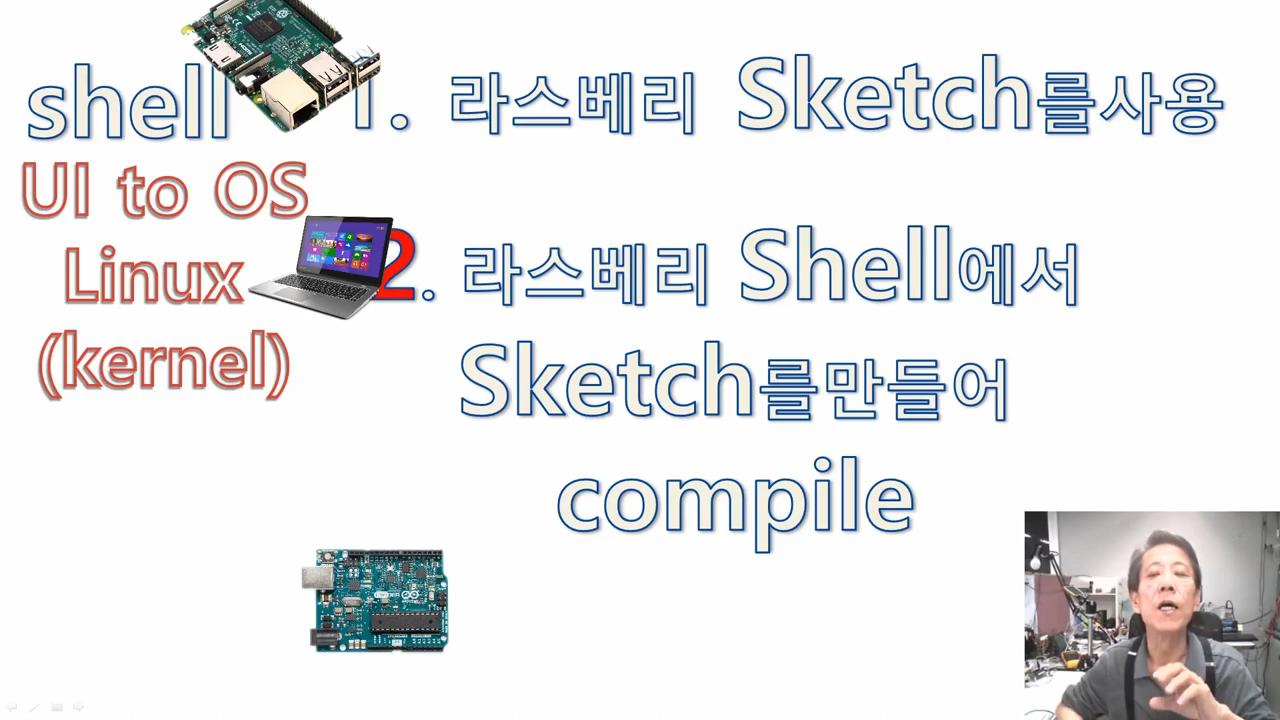 shell
UI to OS
Linux
(kernel)
1. 라스베리 Sketch를사용
2. 라스베리 Shell에서
Sketch를만들어
compile